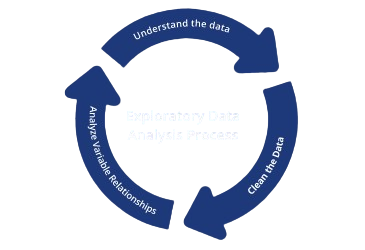 Understand the data
Exploratory Data
Analysis Process
Clean the Data
Analyze Variable Relationships